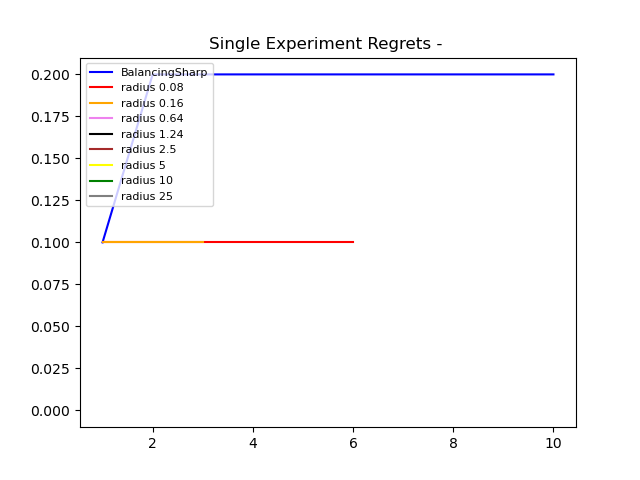 Single Experiment Regrets -
0.200
0.175
0.150
0.125
0.100
0.075
0.050
0.025
0.000
BalancingSharp
radius 0.08
radius 0.16
radius 0.64
radius 1.24
radius 2.5
radius 5
radius 10
radius 25
2
4
6
8
10